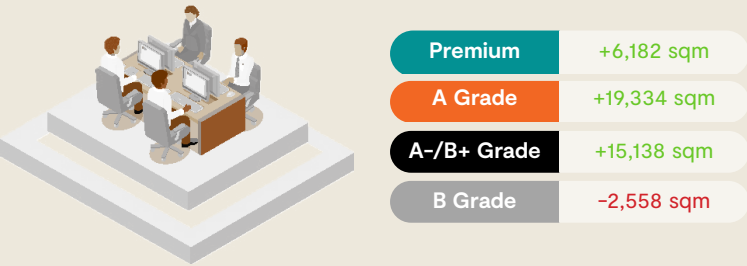 Premium +6,182 sqm
A Grade +19,334 sqm
A-/B+ Grade +15,138 sqm
B Grade -2,558 sqm